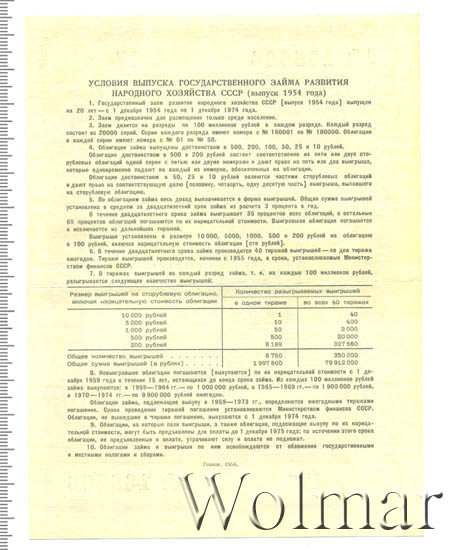 УСЛОВИЯ ВЫПУСКА ГОСУДАРСТВЕННОГО ЗАЙМА РАЗВИТИЯ
НАРОДНОГО ХОЗЯЙСТВА СССР (выпуск 1954 года)
1. Государственный заем развития народного хозяйства СССР [выпуск 1954 года] выпущен
на 20 лет — с 1 декабря 1954 года по 1 декабря 1974 года.
2. Заем предназначен для размещения только среди населения.
3. Заем делится на разряды по 100 миллионов рублей в каждом разряде. Каждый разряд
состоит из 20000 серий. Серии каждого разряда имеют номера с № 160001 по № 180000. Облигации
в каждой серии имеют номера с № 01 по № 50.
4. Облигации займа выпущены достоинством в 500, 200, 100, 50, 25 и 10 рублей.
Облигации достоинством в 500 и 200 рублей состоят соответственно из пяти или двух сто-
рублевых облигаций одной серии с пятью или двумя номерами и дают право на пять или два выигрыша,
которые одновременно падают на каждый из номеров, обозначенных на облигации.
Облигации достоинством в 50, 25 и 10 рублей являются частями сторублевых облигаций
и дают право на соответствующую долю [половину, четверть, одну десятую часть] выигрыша, выпавшего
на сторублевую облигацию.
5. По облигациям займа весь доход выплачивается в форме выигрышей. Общая сумма выигрышей
установлена в среднем за двадцатилетний срок займа из расчета 3 процента в год.
В течение двадцатилетнего срока займа выигрывает 35 процентов всех облигаций, а остальные
65 процентов облигаций погашаются по их нарицательной стоимости. Выигравшая облигация погашается
и исключается из дальнейших тиражей.
Выигрыши установлены в размере 10 000, 5000, 1000, 500 и 200 рублей на облигацию
в 100 рублей, включая нарицательную стоимость облигации [сто рублей].
6. В течение двадцатилетнего срока займа производится 40 тиражей выигрышей — по два тиража
ежегодно. Тиражи выигрышей производятся, начиная с 1955 года, в сроки, устанавливаемые Министер-
ством финансов СССР.
7. В тиражах выигрышей на каждый разряд займа, т. е. на каждые 100 миллионов рублей,
разыгрывается следующее количество выигрышей:
Размер выигрышей на сторублевую облигацию, включая нарицательную стоимость облигации
Количество разыгрываемых выигрышей
в одном тираже во всех 40 тиражах
10 000 рублей 1 40
5 000 рублей 10 400
1 000 рублей 50 2 000
500 рублей 500 20 000
200 рублей 8 189 327 560
Общее количество выигрышей . . . . . . . 8 750 350 000
Общая сумма выигрышей [в рублях] . . . . 1 997 800 79 912 000
8. Невыигравшие облигации погашаются [выкупаются] по их нарицательной стоимости с 1 де-
кабря 1959 года в течение 15 лет, остающихся до конца срока займа. Из каждых 100 миллионов рублей
займа выкупаются: в 1959—1964 гг.— по 1 000 000 рублей, в 1965—1969 гг.— по 1 900 000 рублей,
в 1970—1974 гг.— по 9 900 000 рублей ежегодно.
Облигации займа, подлежащие выкупу в 1959—1973 гг., определяются ежегодными тиражами
погашения. Сроки проведения тиражей погашения устанавливаются Министерством финансов СССР.
Облигации, не вышедшие в тиражи погашения, выкупаются с 1 декабря 1974 года.
9. Облигации, на которые пали выигрыши, а также облигации, подлежащие выкупу по их нарица-
тельной стоимости, могут быть предъявлены для оплаты до 1 декабря 1975 года; по истечении этого срока
облигации, не предъявленные к оплате, утрачивают силу и оплате не подлежат.
10. Облигации займа и выигрыши по ним освобождаются от обложения государственными
и местными налогами и сборами.
Гознак. 1954.
Wolmar